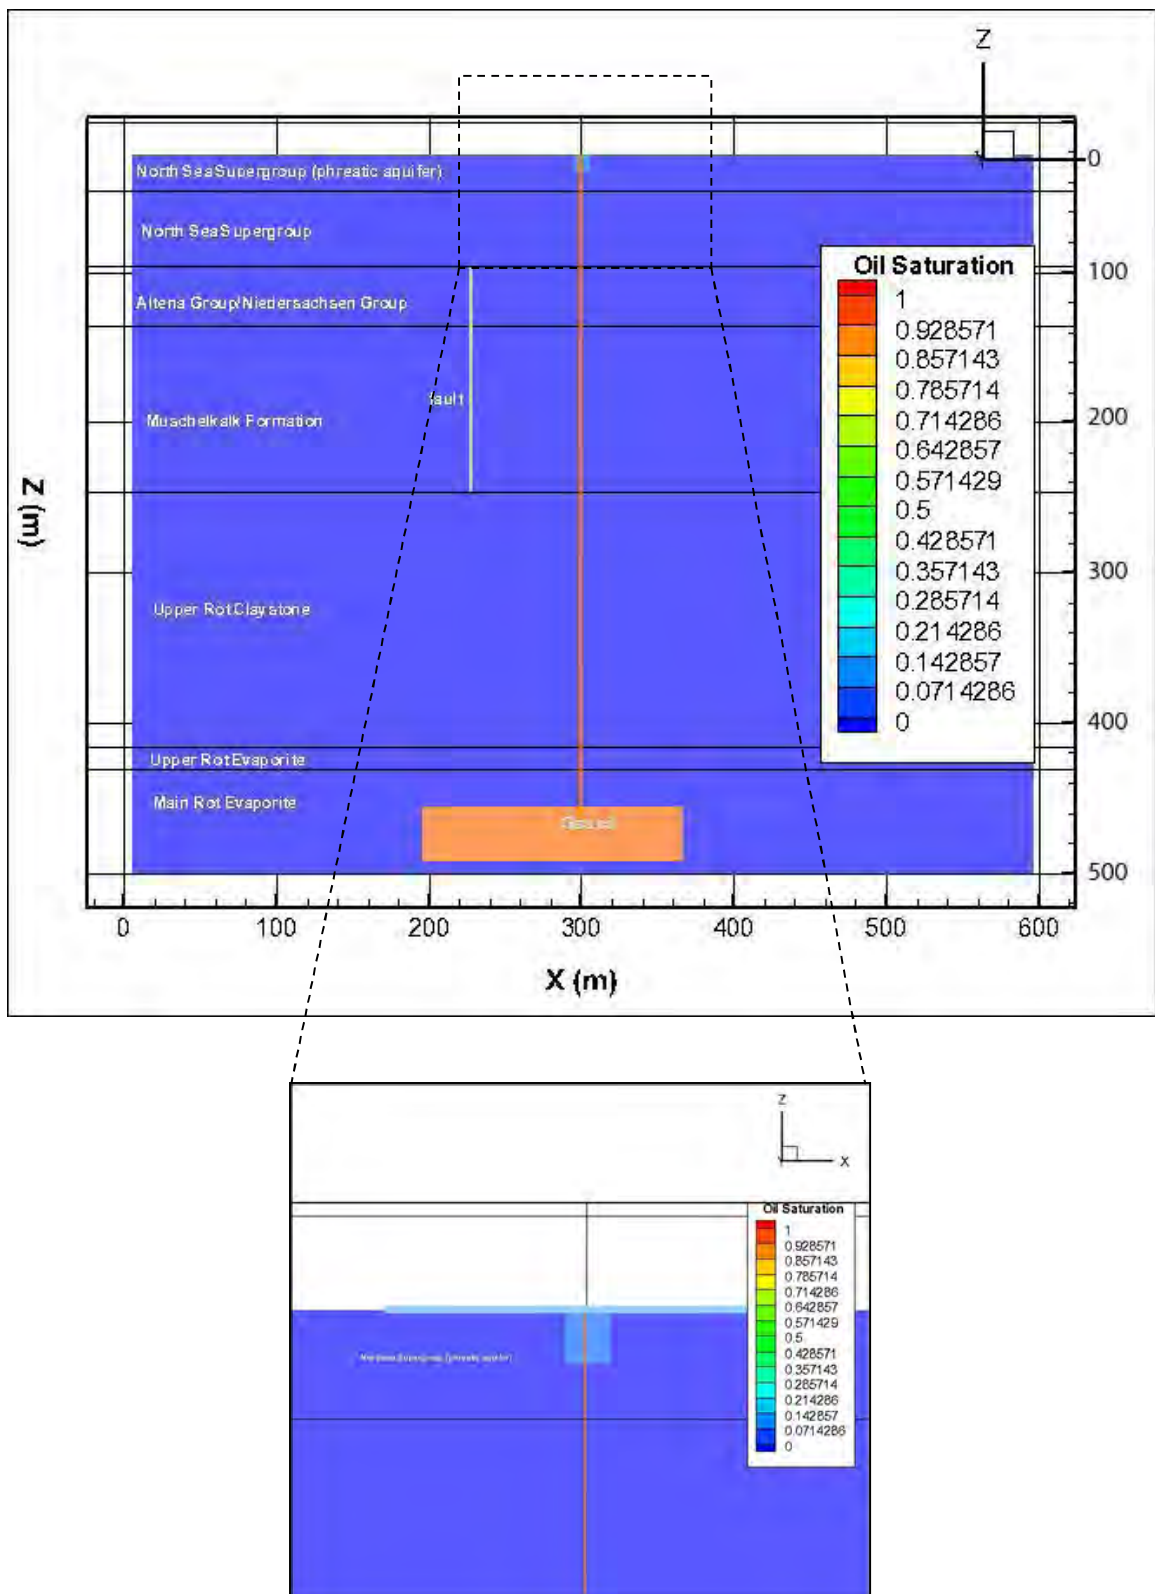 Z
0
North Sea Supergroup (phreatic aquifer)
North Sea Supergroup
Oil Saturation
100
Altena Group/Niedersachsen Group
1
0.928571
0.857143
0.785714
0.714286
0.642857
0.571429
0.5
0.428571
0.357143
0.285714
0.214286
0.142857
0.0714286
0
fault
200
Muschelkalk Formation
Z (m)
300
Upper Rot Claystone
400
Upper Rot Evaporite
Main Rot Evaporite
500
0 100 200 300 400 500 600
X (m)
Z
X
Oil Saturation
1
0.928571
0.857143
0.785714
0.714286
0.642857
0.571429
0.5
0.428571
0.357143
0.285714
0.214286
0.142857
0.0714286
0
North Sea Supergroup (phreatic aquifer)